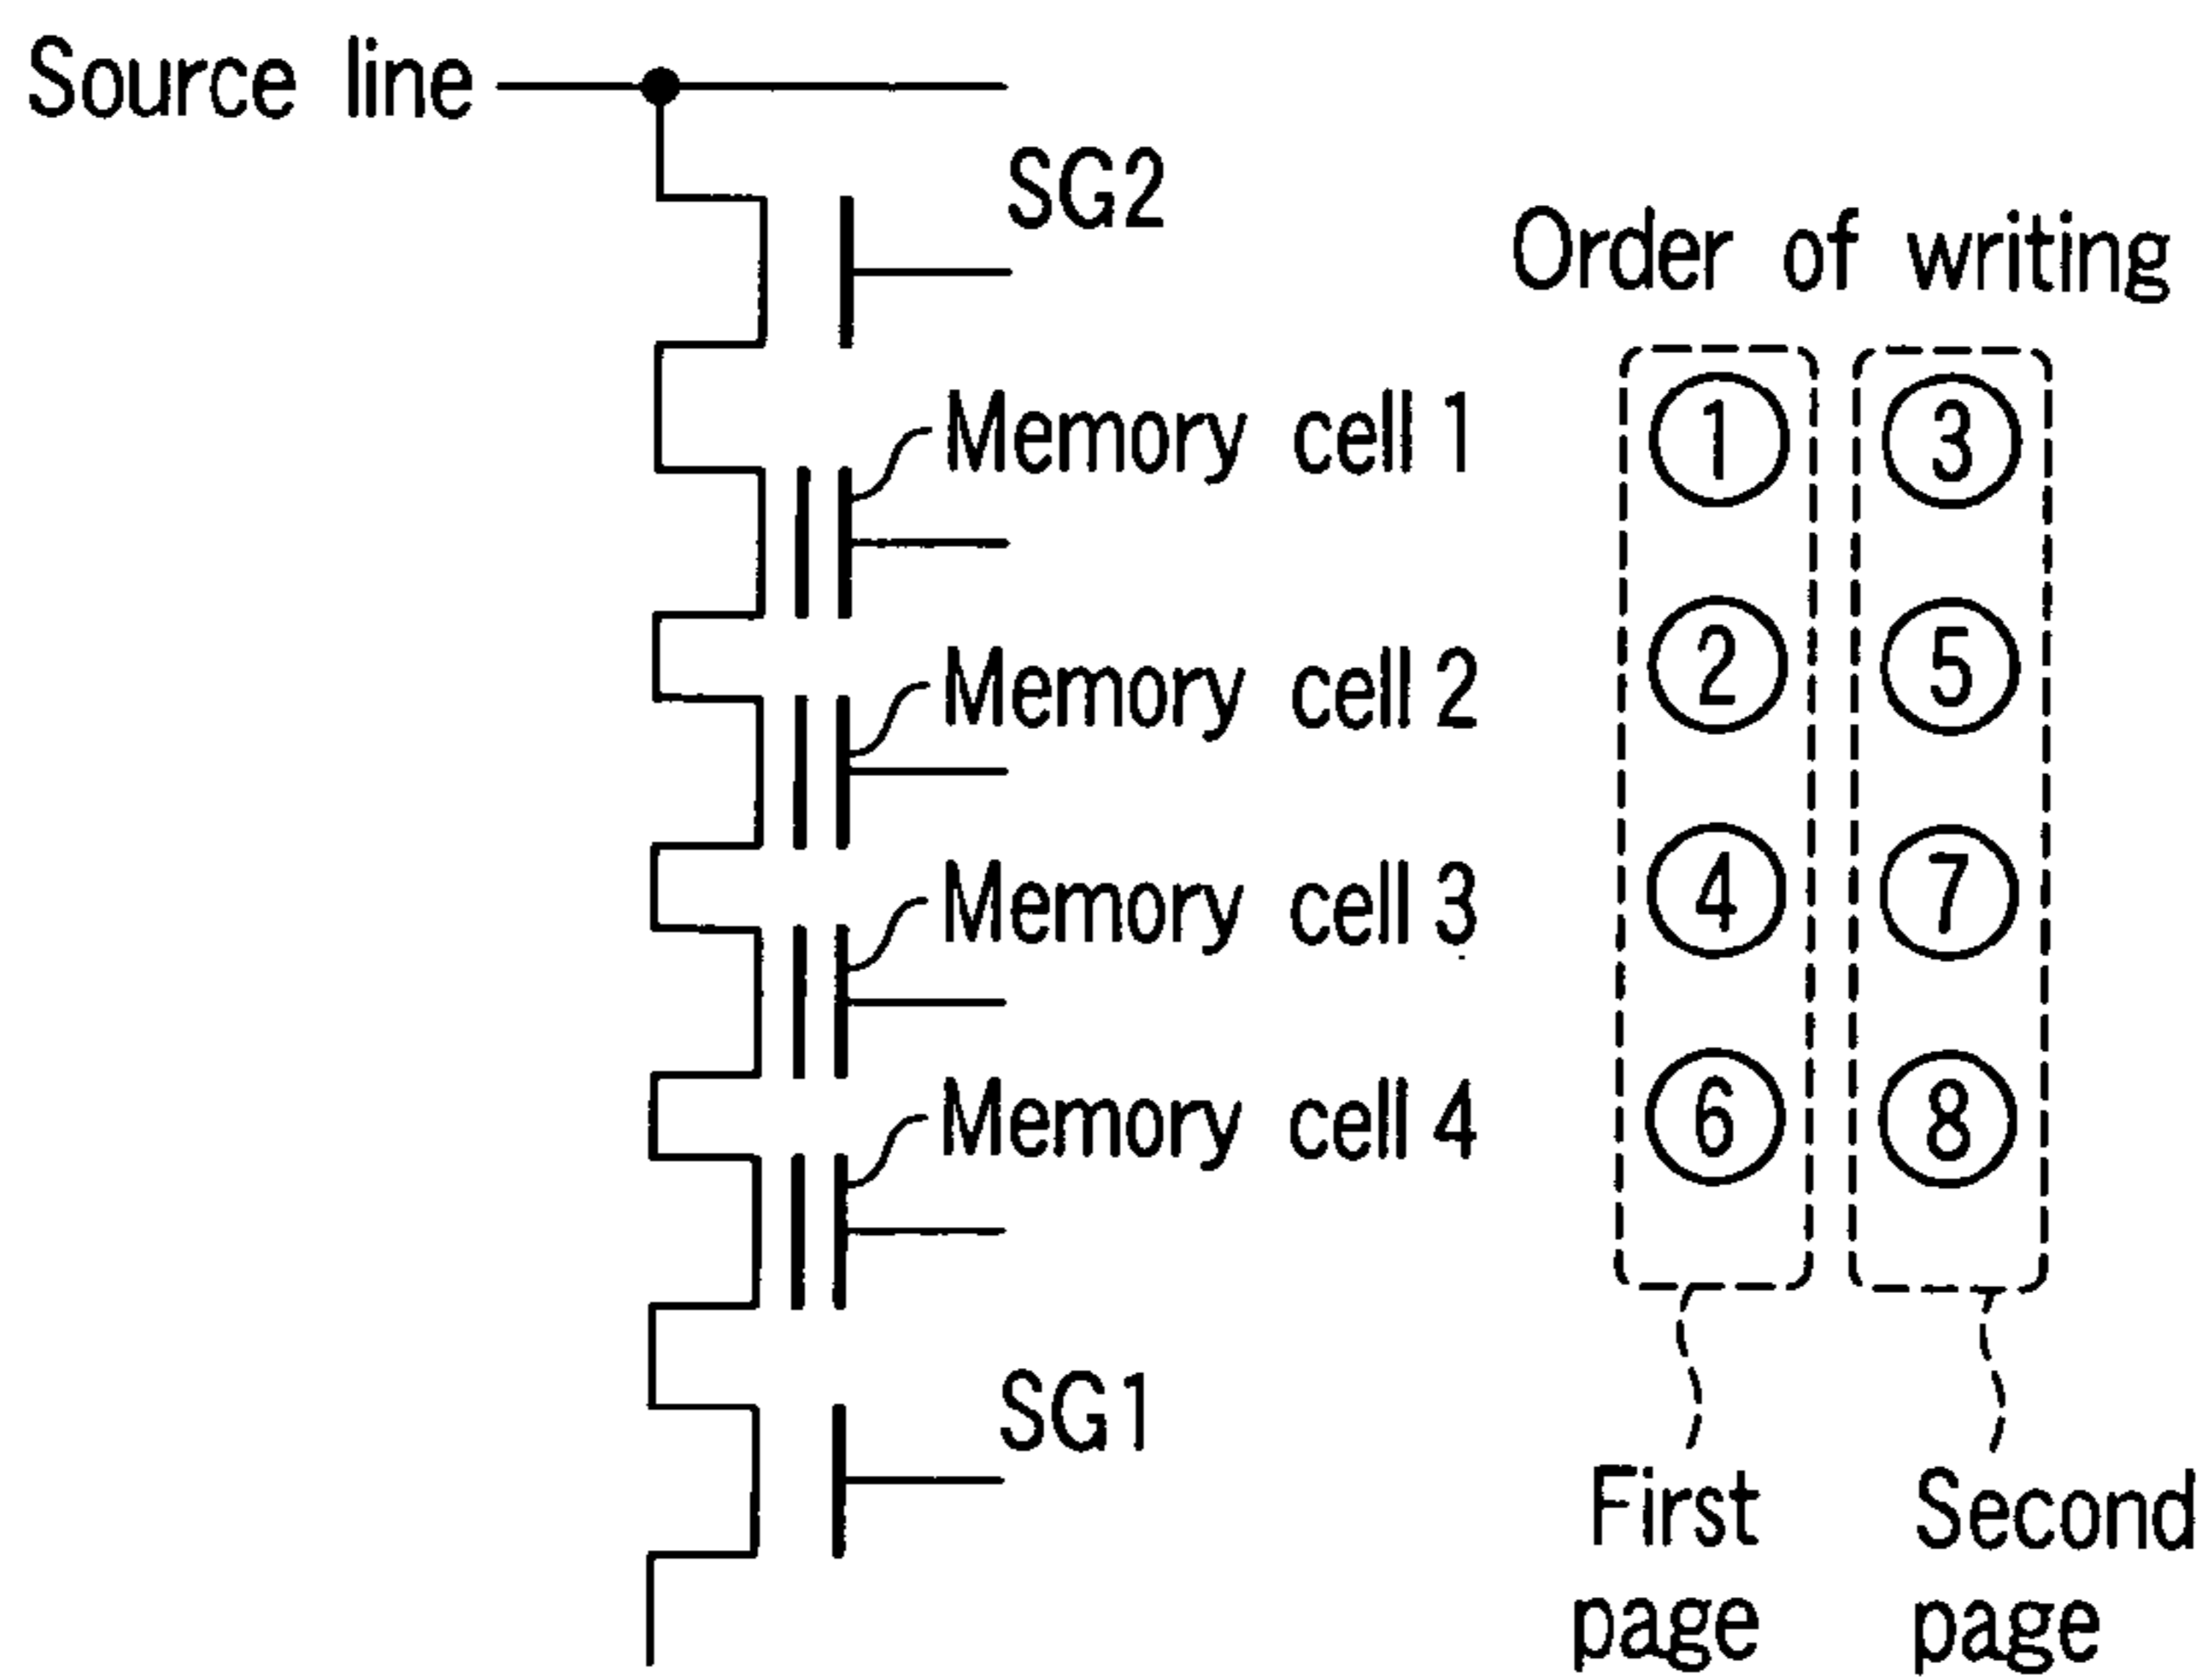 Source line
SG2
Order of writing
Memory cell 1
1 3
Memory cell 2
2 5
Memory cell 3
4 7
Memory cell 4
6 8
SG1
First page
Second page